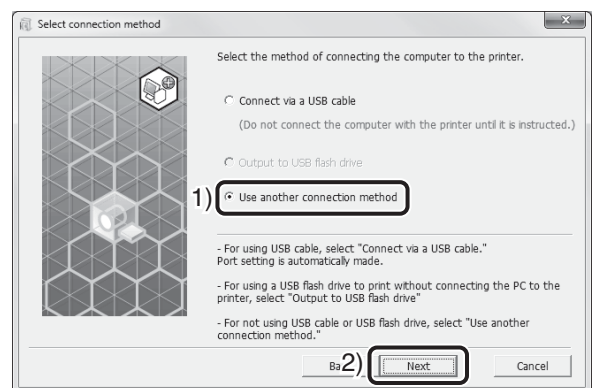 Select connection method
Select the method of connecting the computer to the printer.
Connect via a USB cable
(Do not connect the computer with the printer until it is instructed.)
Output to USB flash drive
1)
Use another connection method
- For using USB cable, select "Connect via a USB cable."
Port setting is automatically made.
- For using a USB flash drive to print without connecting the PC to the
printer, select "Output to USB flash drive"
- For not using USB cable or USB flash drive, select "Use another
connection method."
Ba
2)
Next
Cancel